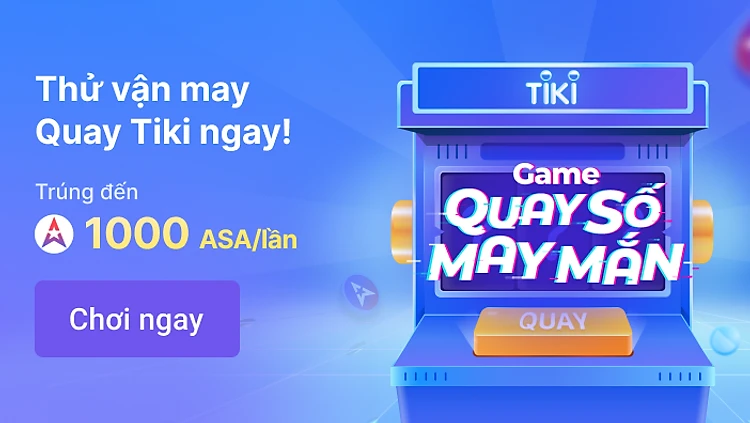 Thử vận may
Quay Tiki ngay!
Trúng đến
1000 ASA/lần
Chơi ngay
TIKI
Game
QUAY SỐ
MAY MẮN
QUAY